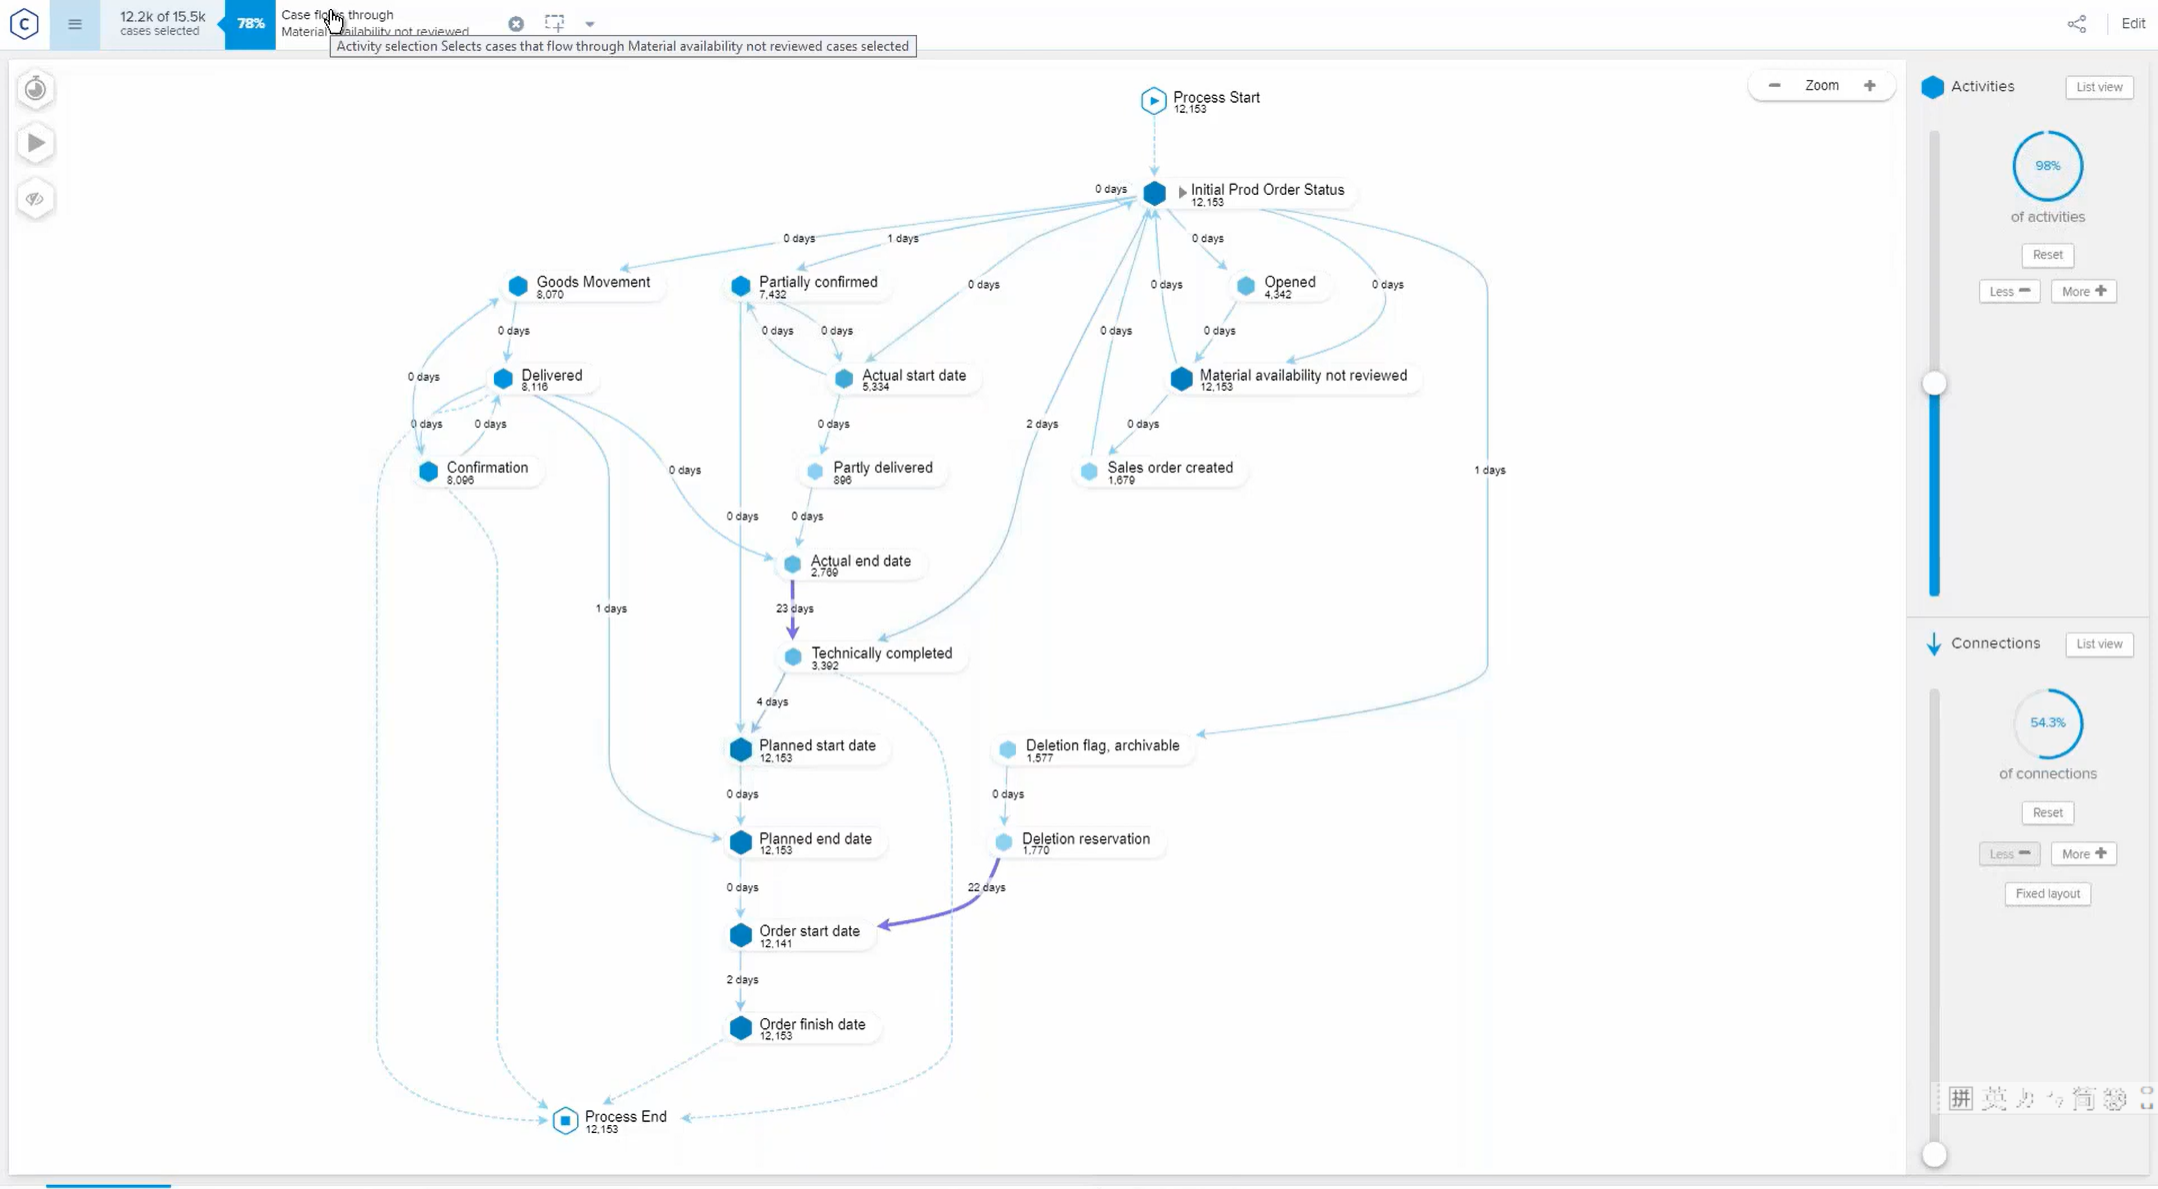 C
12.2k of 15.5k
cases selected
78%
Case flows through
Material availability not reviewed
Activity selection Selects cases that flow through Material availability not reviewed cases selected
Edit
Zoom
Process Start
12,153
0 days
Initial Prod Order Status
12,153
0 days
1 days
0 days
Goods Movement
8,070
Partially confirmed
7,432
0 days
0 days
Opened
4,342
0 days
0 days
0 days
0 days
0 days
0 days
0 days
Delivered
8,116
Actual start date
5,334
Material availability not reviewed
12,153
0 days
0 days
0 days
2 days
0 days
Confirmation
8,096
0 days
Partly delivered
896
Sales order created
1,679
1 days
0 days
0 days
Actual end date
2,769
1 days
23 days
Technically completed
3,392
4 days
Planned start date
12,153
Deletion flag, archivable
1,577
0 days
0 days
Planned end date
12,153
Deletion reservation
1,770
0 days
22 days
Order start date
12,141
2 days
Order finish date
12,153
Process End
12,153
Activities
List view
98%
of activities
Reset
Less
More
Connections
List view
54.3%
of connections
Reset
Less
More
Fixed layout
拼 英 简